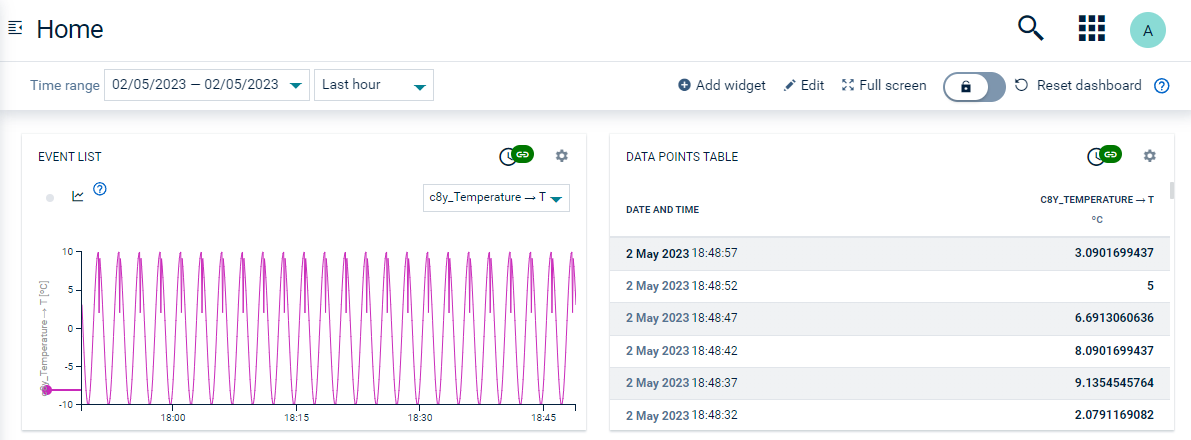 Home
A
Time range 02/05/2023 — 02/05/2023 Last hour Add widget Edit Full screen Reset dashboard ?
EVENT LIST
?
c8y_Temperature → T
c8y_Temperature → T [°C]
10
5
0
-5
-10
18:00 18:15 18:30 18:45
DATA POINTS TABLE
DATE AND TIME C8Y_TEMPERATURE → T
°C
2 May 2023 18:48:57 3.0901699437
2 May 2023 18:48:52 5
2 May 2023 18:48:47 6.6913060636
2 May 2023 18:48:42 8.0901699437
2 May 2023 18:48:37 9.1354545764
2 May 2023 18:48:32 2.0791169082